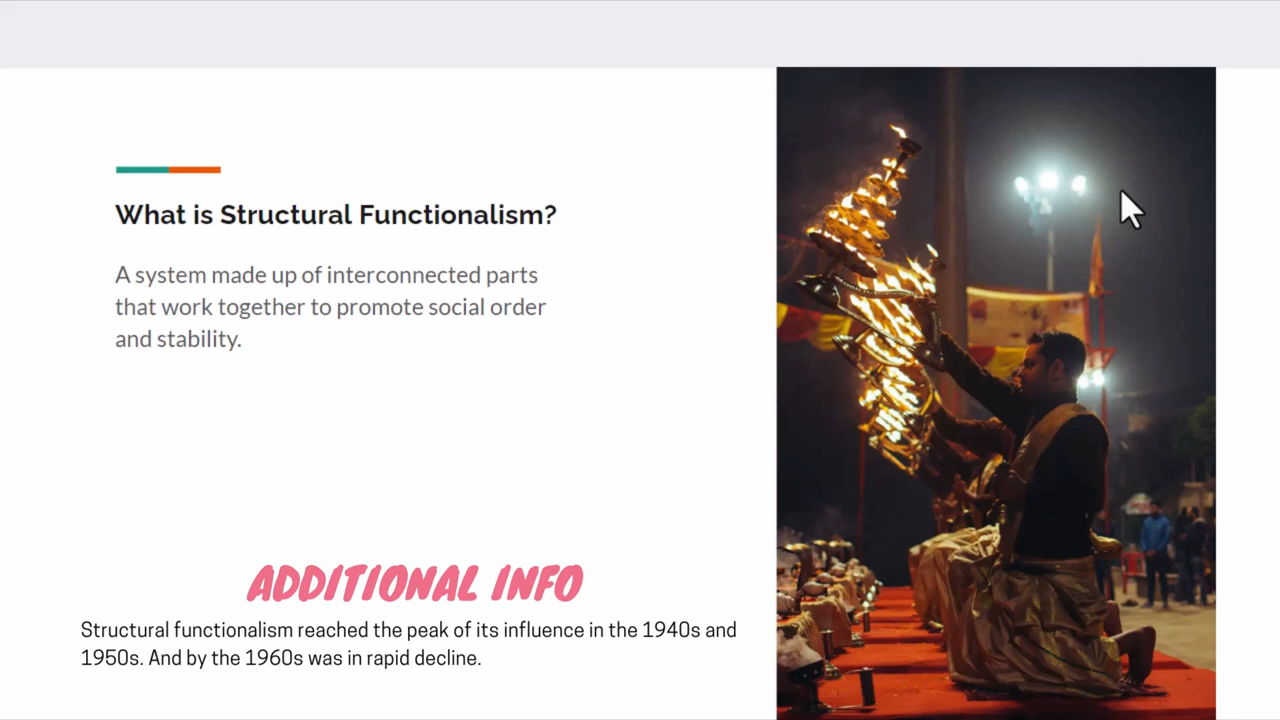 What is Structural Functionalism?
A system made up of interconnected parts
that work together to promote social order
and stability.
ADDITIONAL INFO
Structural functionalism reached the peak of its influence in the 1940s and
1950s. And by the 1960s was in rapid decline.